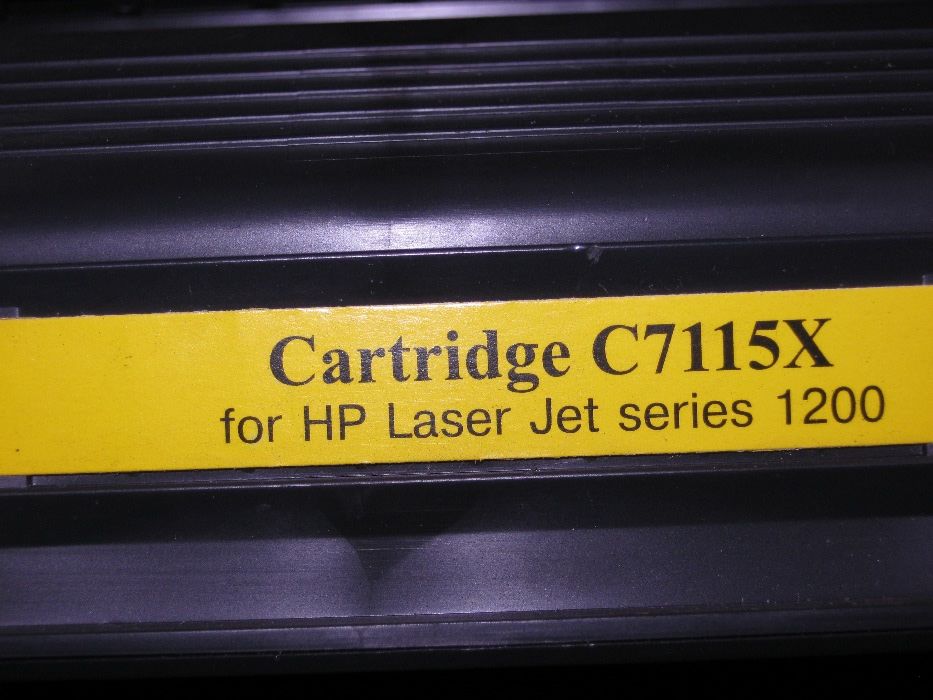 Cartridge C7115X
for HP Laser Jet series 1200